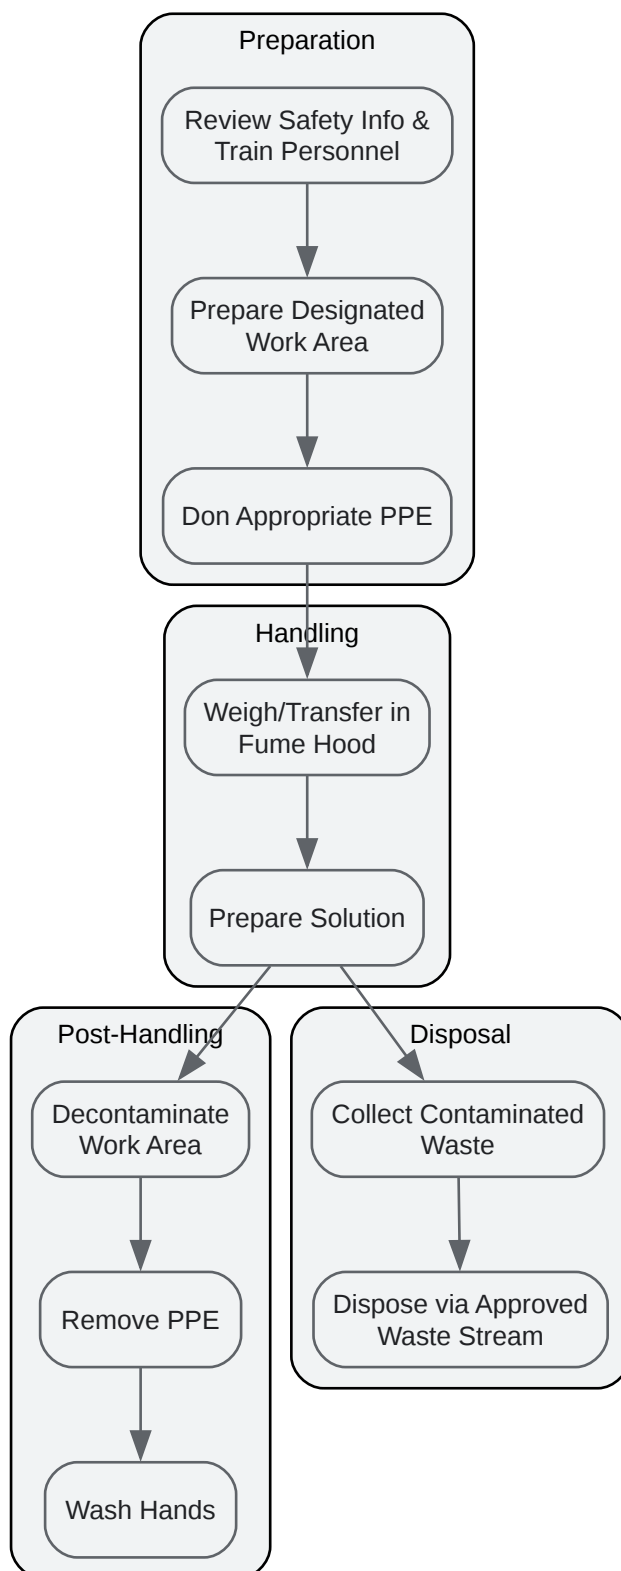 Preparation
Review Safety Info &
Train Personnel
Prepare Designated
Work Area
Don Appropriate PPE
Handling
Weigh/Transfer in
Fume Hood
Prepare Solution
Post-Handling
Decontaminate
Work Area
Remove PPE
Wash Hands
Disposal
Collect Contaminated
Waste
Dispose via Approved
Waste Stream